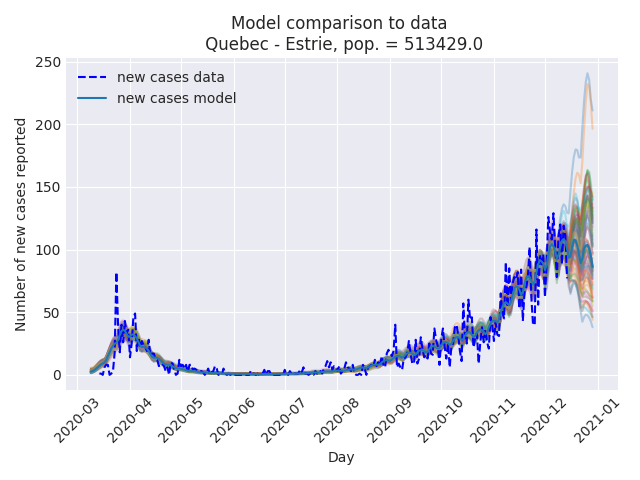 Model comparison to data
Quebec - Estrie, pop. = 513429.0
new cases data
new cases model
Number of new cases reported
250
200
150
100
50
0
2020-03
2020-04
2020-05
2020-06
2020-07
2020-08
2020-09
2020-10
2020-11
2020-12
2021-01
Day